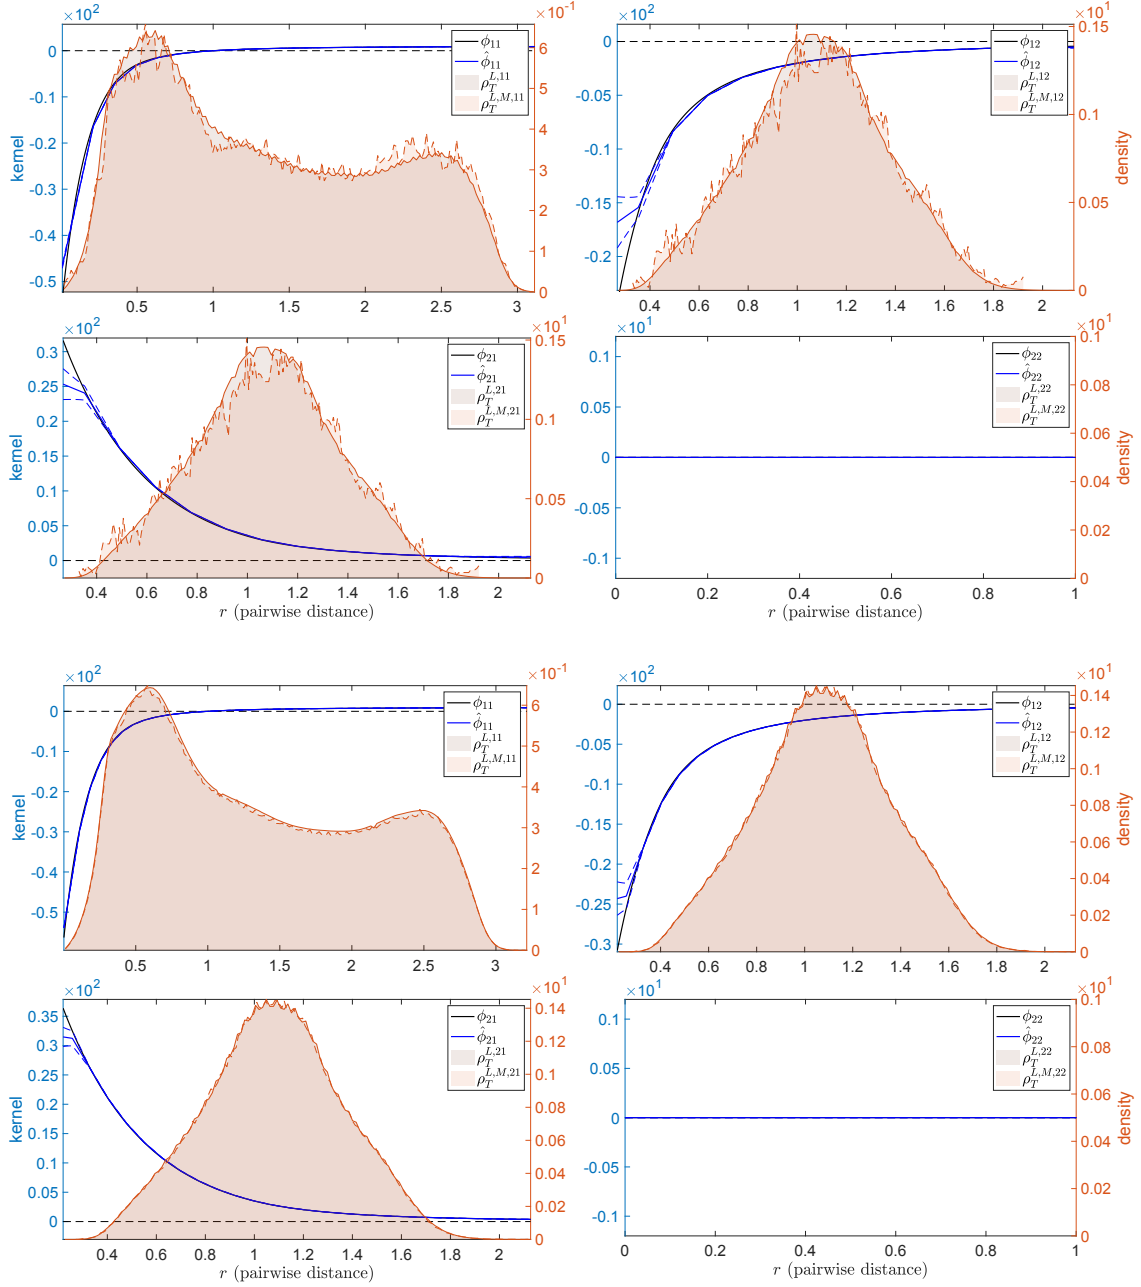 ×10² ×10⁻¹
0 -0.1 -0.2 -0.3 -0.4 -0.5
kernel
0.5 1 1.5 2 2.5 3
6 5 4 3 2 1 0
ϕ₁₁
ϕ̂₁₁
ρ_T^{L,11}
ρ_T^{L,M,11}
×10² ×10¹
0 -0.05 -0.1 -0.15 -0.2
0.4 0.6 0.8 1 1.2 1.4 1.6 1.8 2
0.15 0.1 0.05 0
density
ϕ₁₂
ϕ̂₁₂
ρ_T^{L,12}
ρ_T^{L,M,12}
×10² ×10¹
0.3 0.25 0.2 0.15 0.1 0.05 0
kernel
0.4 0.6 0.8 1 1.2 1.4 1.6 1.8 2
r (pairwise distance)
0.15 0.1 0.05 0
ϕ₂₁
ϕ̂₂₁
ρ_T^{L,21}
ρ_T^{L,M,21}
×10¹ ×10¹
0.1 0.05 0 -0.05 -0.1
0 0.2 0.4 0.6 0.8 1
r (pairwise distance)
0.1 0.08 0.06 0.04 0.02 0
density
ϕ₂₂
ϕ̂₂₂
ρ_T^{L,22}
ρ_T^{L,M,22}
×10² ×10⁻¹
0 -0.1 -0.2 -0.3 -0.4 -0.5
kernel
0.5 1 1.5 2 2.5 3
6 5 4 3 2 1 0
ϕ₁₁
ϕ̂₁₁
ρ_T^{L,11}
ρ_T^{L,M,11}
×10² ×10¹
0 -0.05 -0.1 -0.15 -0.2 -0.25 -0.3
0.4 0.6 0.8 1 1.2 1.4 1.6 1.8 2
0.14 0.12 0.1 0.08 0.06 0.04 0.02 0
density
ϕ₁₂
ϕ̂₁₂
ρ_T^{L,12}
ρ_T^{L,M,12}
×10² ×10¹
0.35 0.3 0.25 0.2 0.15 0.1 0.05 0
kernel
0.4 0.6 0.8 1 1.2 1.4 1.6 1.8 2
r (pairwise distance)
0.14 0.12 0.1 0.08 0.06 0.04 0.02 0
ϕ₂₁
ϕ̂₂₁
ρ_T^{L,21}
ρ_T^{L,M,21}
×10¹ ×10¹
0.1 0.05 0 -0.05 -0.1
0 0.2 0.4 0.6 0.8 1
r (pairwise distance)
0.1 0.08 0.06 0.04 0.02 0
density
ϕ₂₂
ϕ̂₂₂
ρ_T^{L,22}
ρ_T^{L,M,22}